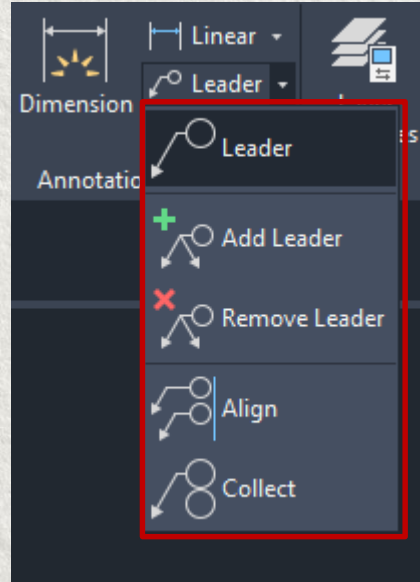 Linear
Leader
Dimension
Leader
Annotatio
Add Leader
Remove Leader
Align
Collect